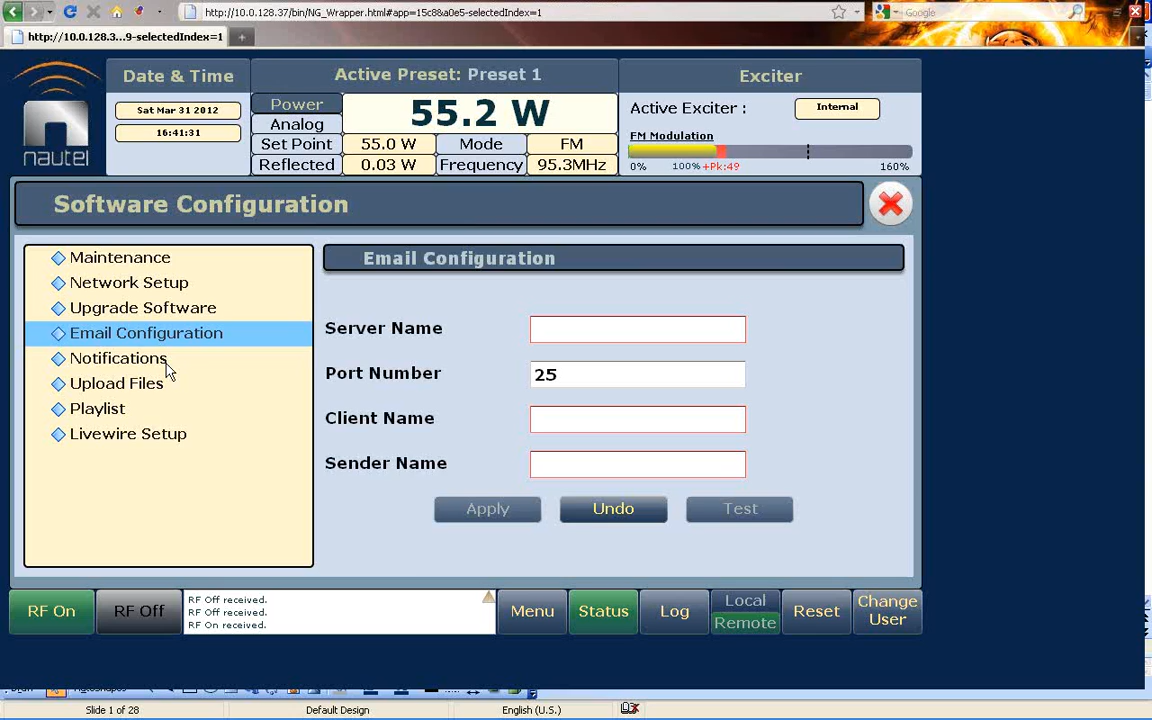 http://10.0.128.37/bin/NG_Wrapper.html#app=15c88a0e5-selectedIndex=1
Google
http://10.0.128.3...9-selectedIndex=1
nautel
Date & Time
Sat Mar 31 2012
16:41:31
Active Preset: Preset 1
Power
Analog
55.2 W
Set Point
55.0 W
Mode
FM
Reflected
0.03 W
Frequency
95.3MHz
Exciter
Active Exciter :
Internal
FM Modulation
0%
100%
+Pk:49
160%
Software Configuration
Maintenance
Network Setup
Upgrade Software
Email Configuration
Notifications
Upload Files
Playlist
Livewire Setup
Email Configuration
Server Name
Port Number
25
Client Name
Sender Name
Apply
Undo
Test
RF On
RF Off
RF Off received.
RF Off received.
RF On received.
Menu
Status
Log
Local
Remote
Reset
Change
User
Slide 1 of 28
Default Design
English (U.S.)